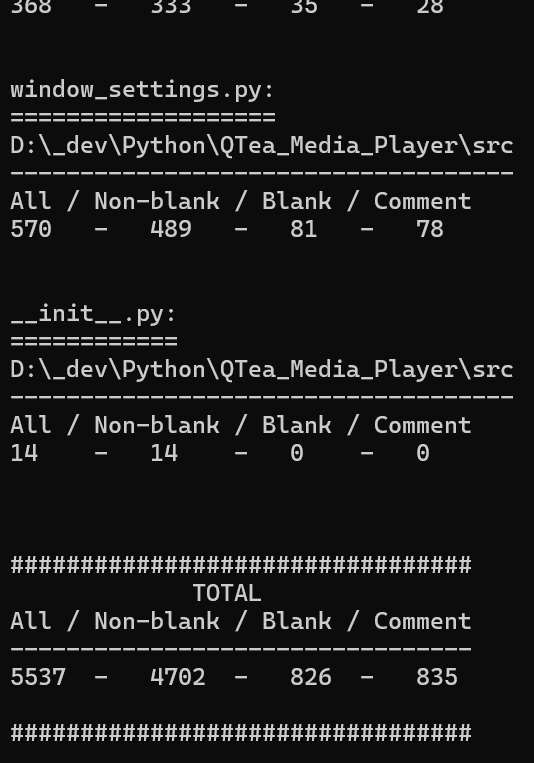 368   -   333   -   35   -   28
window_settings.py:
===================
D:\_dev\Python\QTea_Media_Player\src
------------------------------------
All / Non-blank / Blank / Comment
570   -   489   -   81   -   78
__init__.py:
============
D:\_dev\Python\QTea_Media_Player\src
------------------------------------
All / Non-blank / Blank / Comment
14    -   14    -   0    -   0
#################################
             TOTAL
All / Non-blank / Blank / Comment
---------------------------------
5537  -   4702  -   826  -   835
#################################